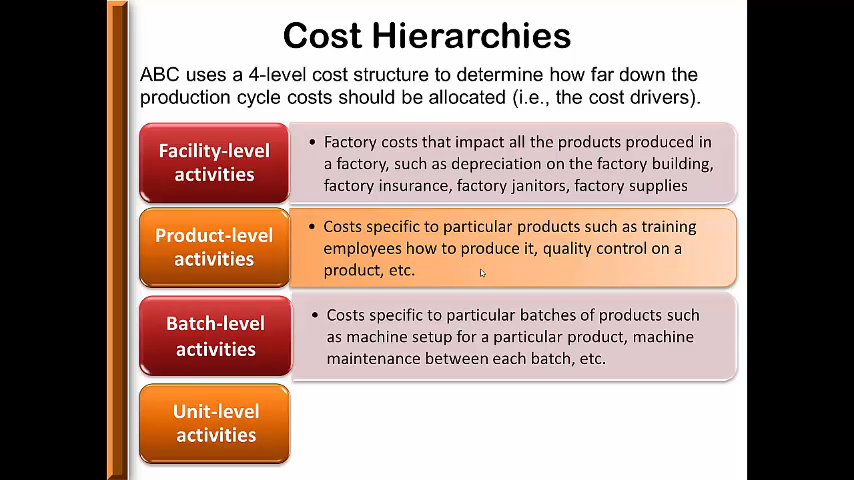 Cost Hierarchies
ABC uses a 4-level cost structure to determine how far down the
production cycle costs should be allocated (i.e., the cost drivers).
Facility-level
activities
• Factory costs that impact all the products produced in
a factory, such as depreciation on the factory building,
factory insurance, factory janitors, factory supplies
Product-level
activities
• Costs specific to particular products such as training
employees how to produce it, quality control on a
product, etc.
Batch-level
activities
• Costs specific to particular batches of products such
as machine setup for a particular product, machine
maintenance between each batch, etc.
Unit-level
activities